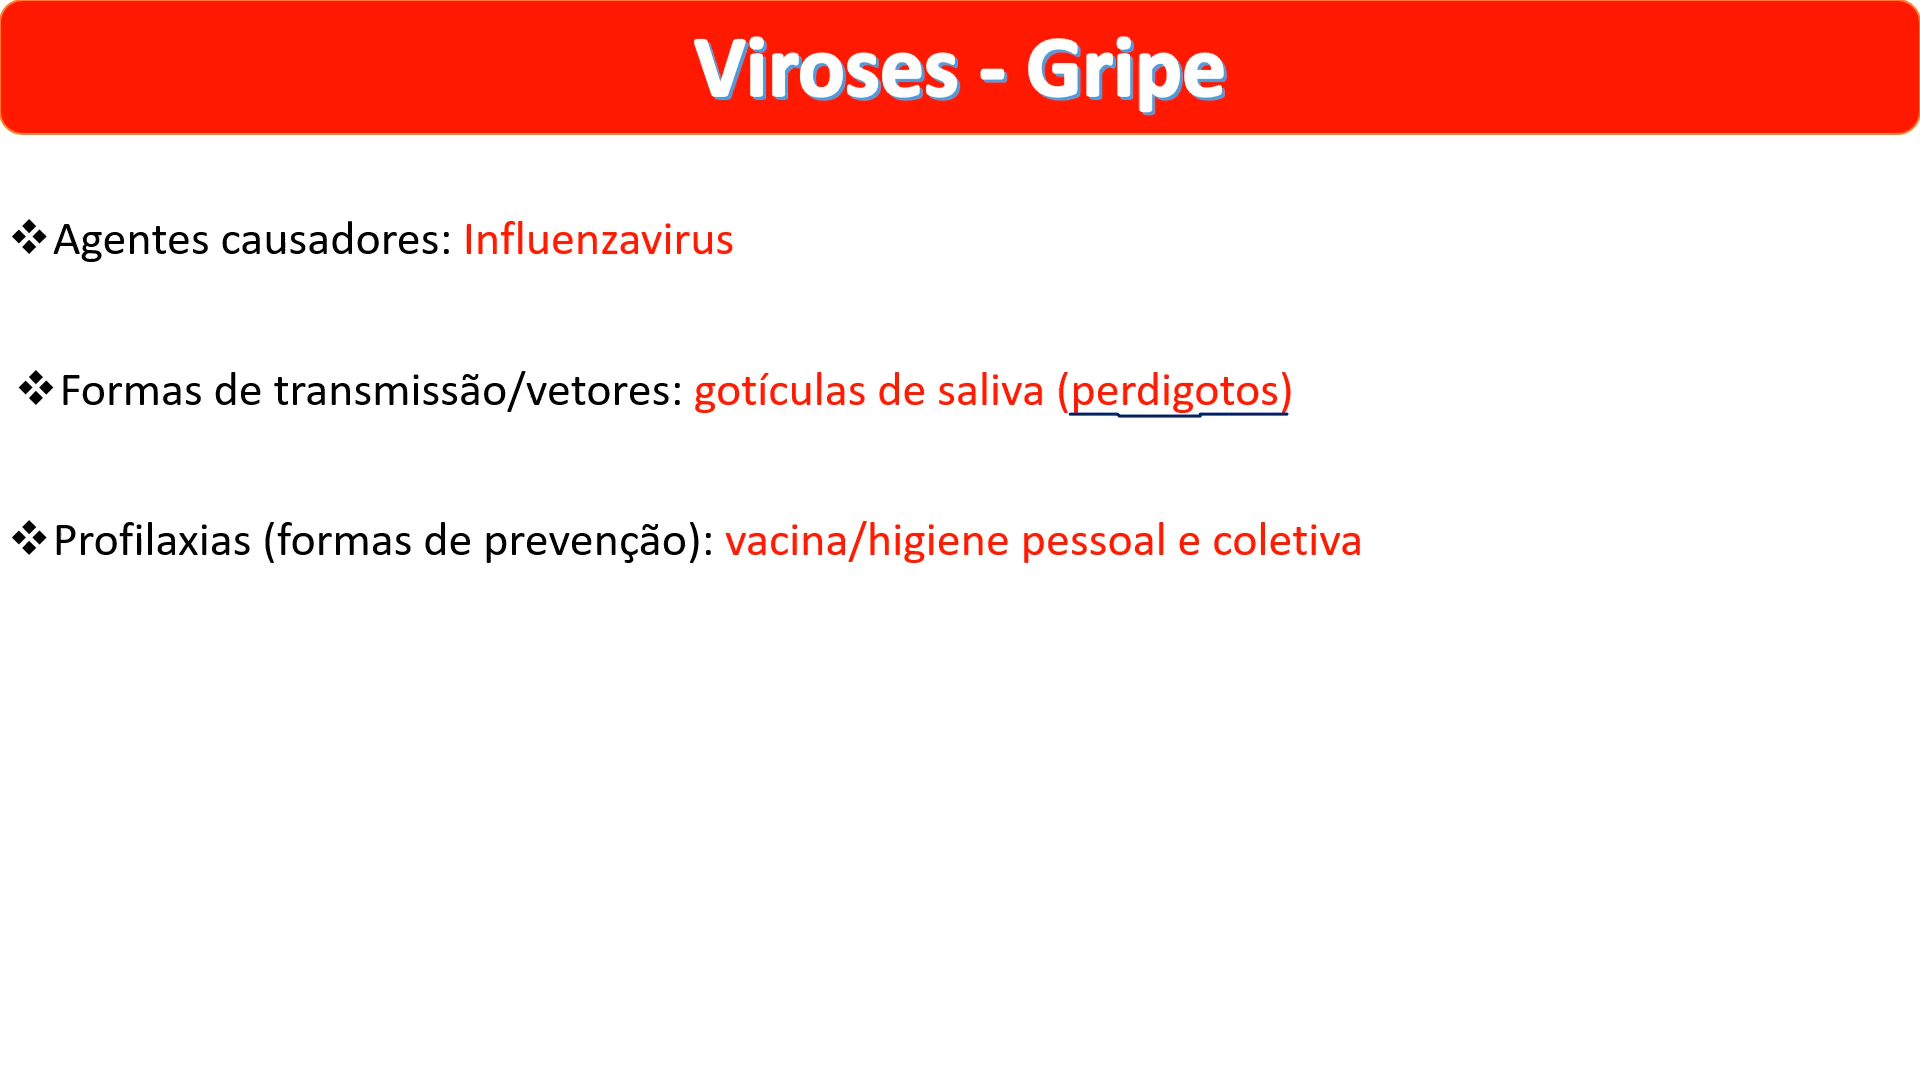 Viroses - Gripe
❖Agentes causadores: Influenzavirus
❖Formas de transmissão/vetores: gotículas de saliva (perdigotos)
❖Profilaxias (formas de prevenção): vacina/higiene pessoal e coletiva